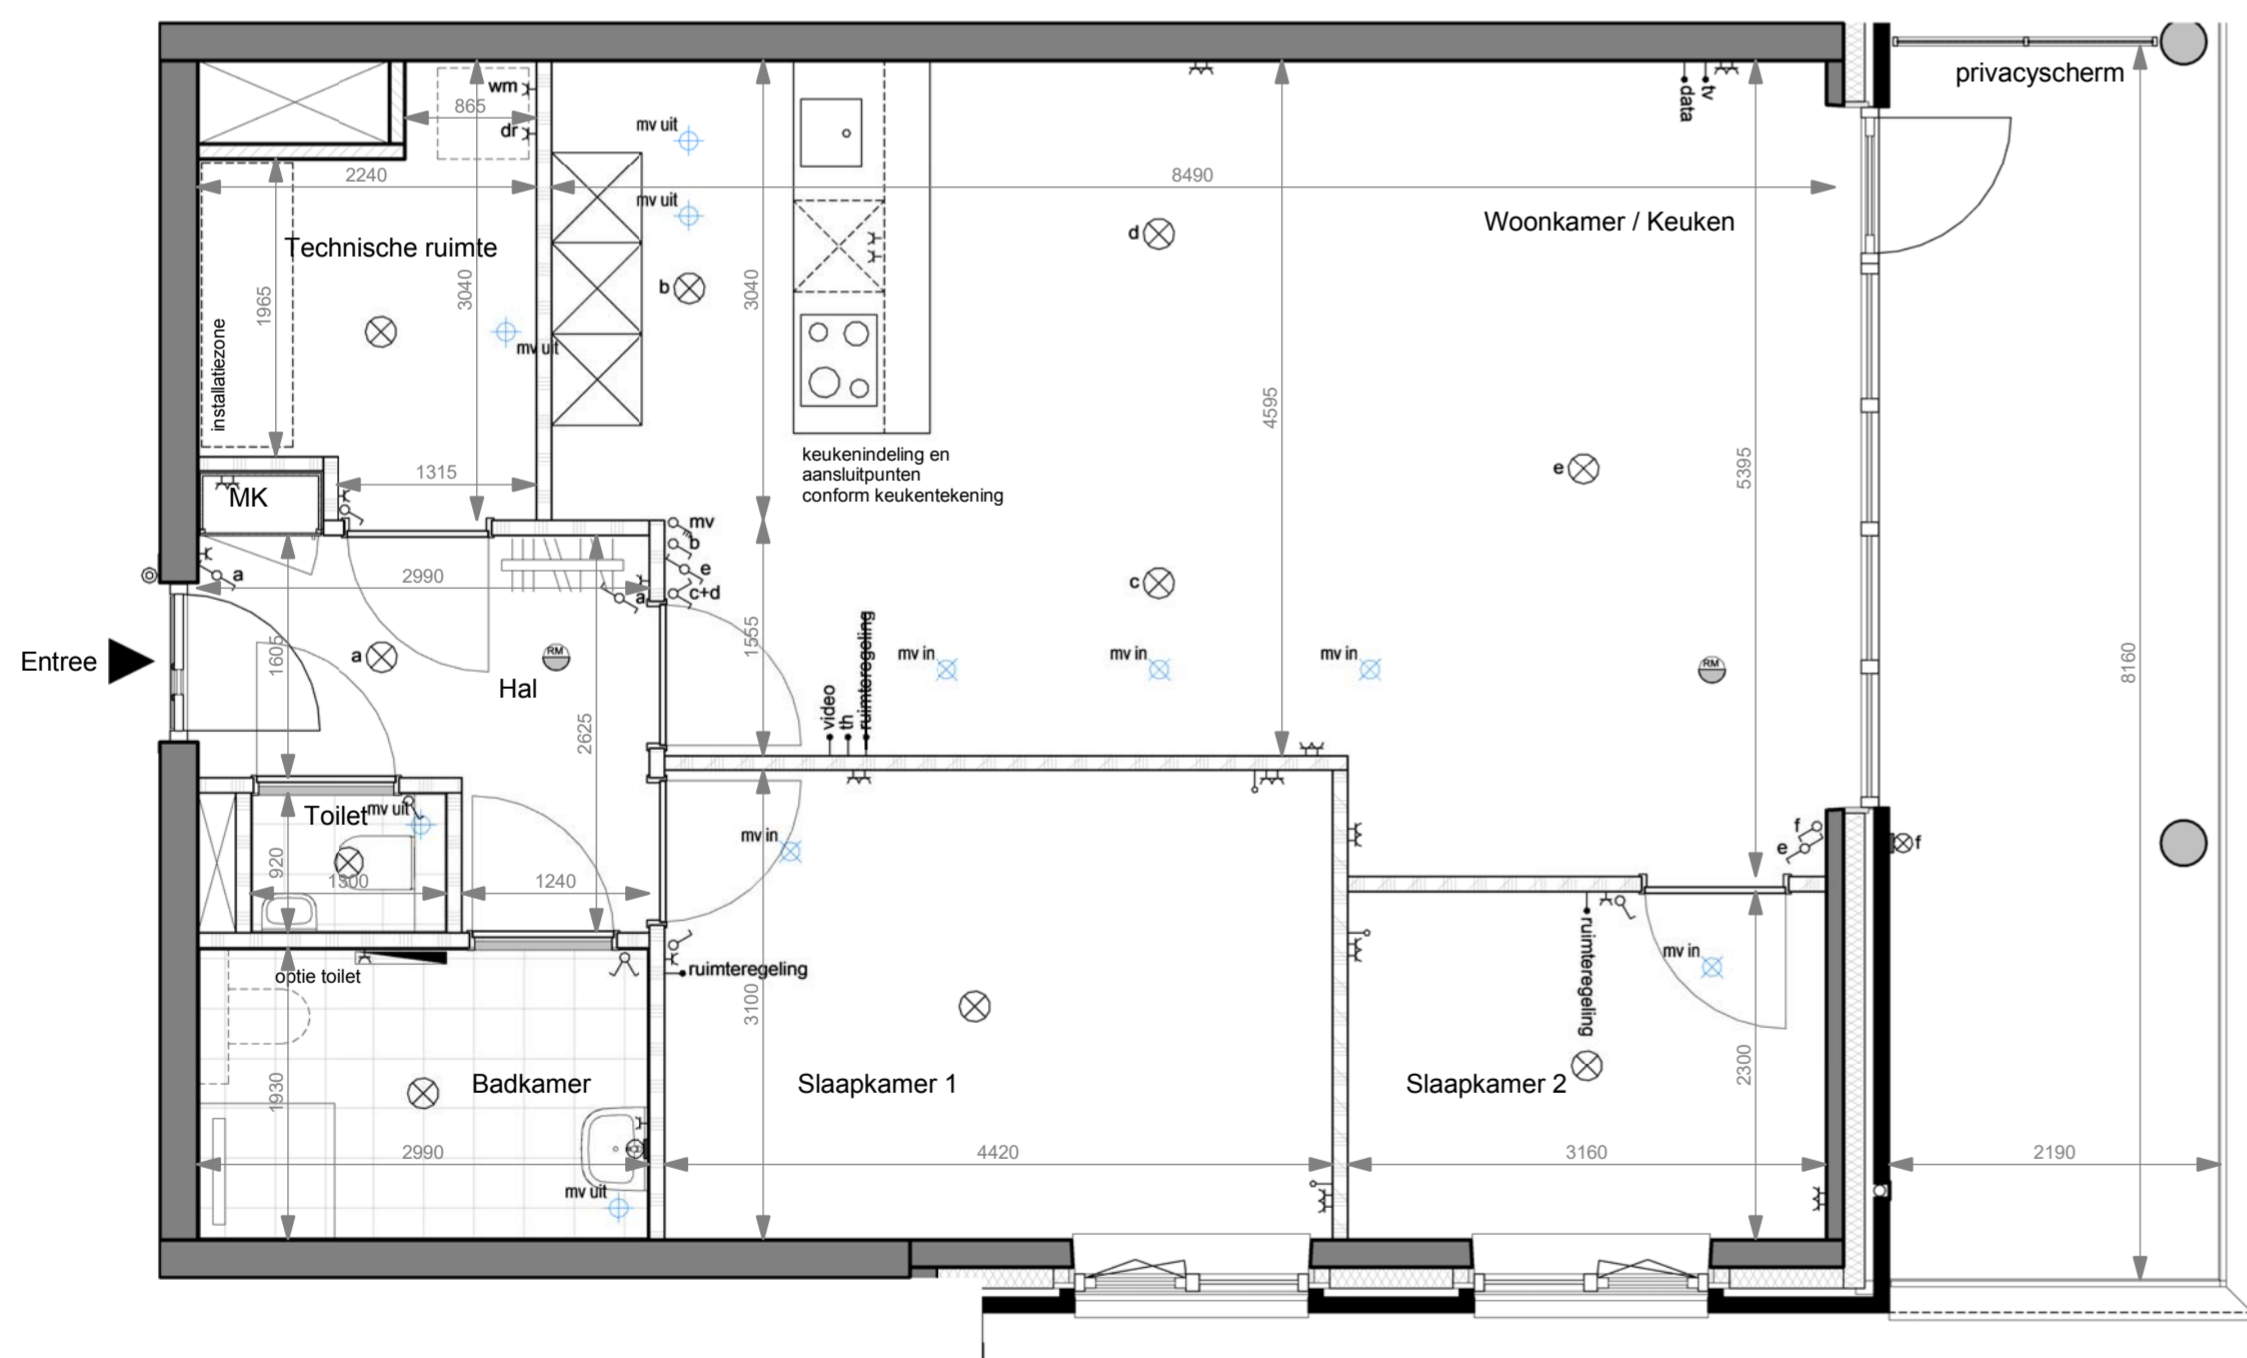 privacyscherm
wm
865
dr
data
tv
mv uit
2240
8490
mv uit
Woonkamer / Keuken
d
Technische ruimte
1965
3040
b
3040
installatiezone
mv uit
4595
5395
keukenindeling en
aansluitpunten
conform keukentekening
e
1315
MK
mv
b
e
c+d
a
2990
a
c
1605
1555
ruimteregeling
Entree
a
RM
Hal
mv in
mv in
mv in
RM
8160
2625
video
th
Toilet
mv uit
920
1300
1240
mv in
f
e
f
optie toilet
ruimteregeling
3100
ruimteregeling
mv in
1930
Badkamer
Slaapkamer 1
Slaapkamer 2
2300
2990
4420
3160
2190
mv uit